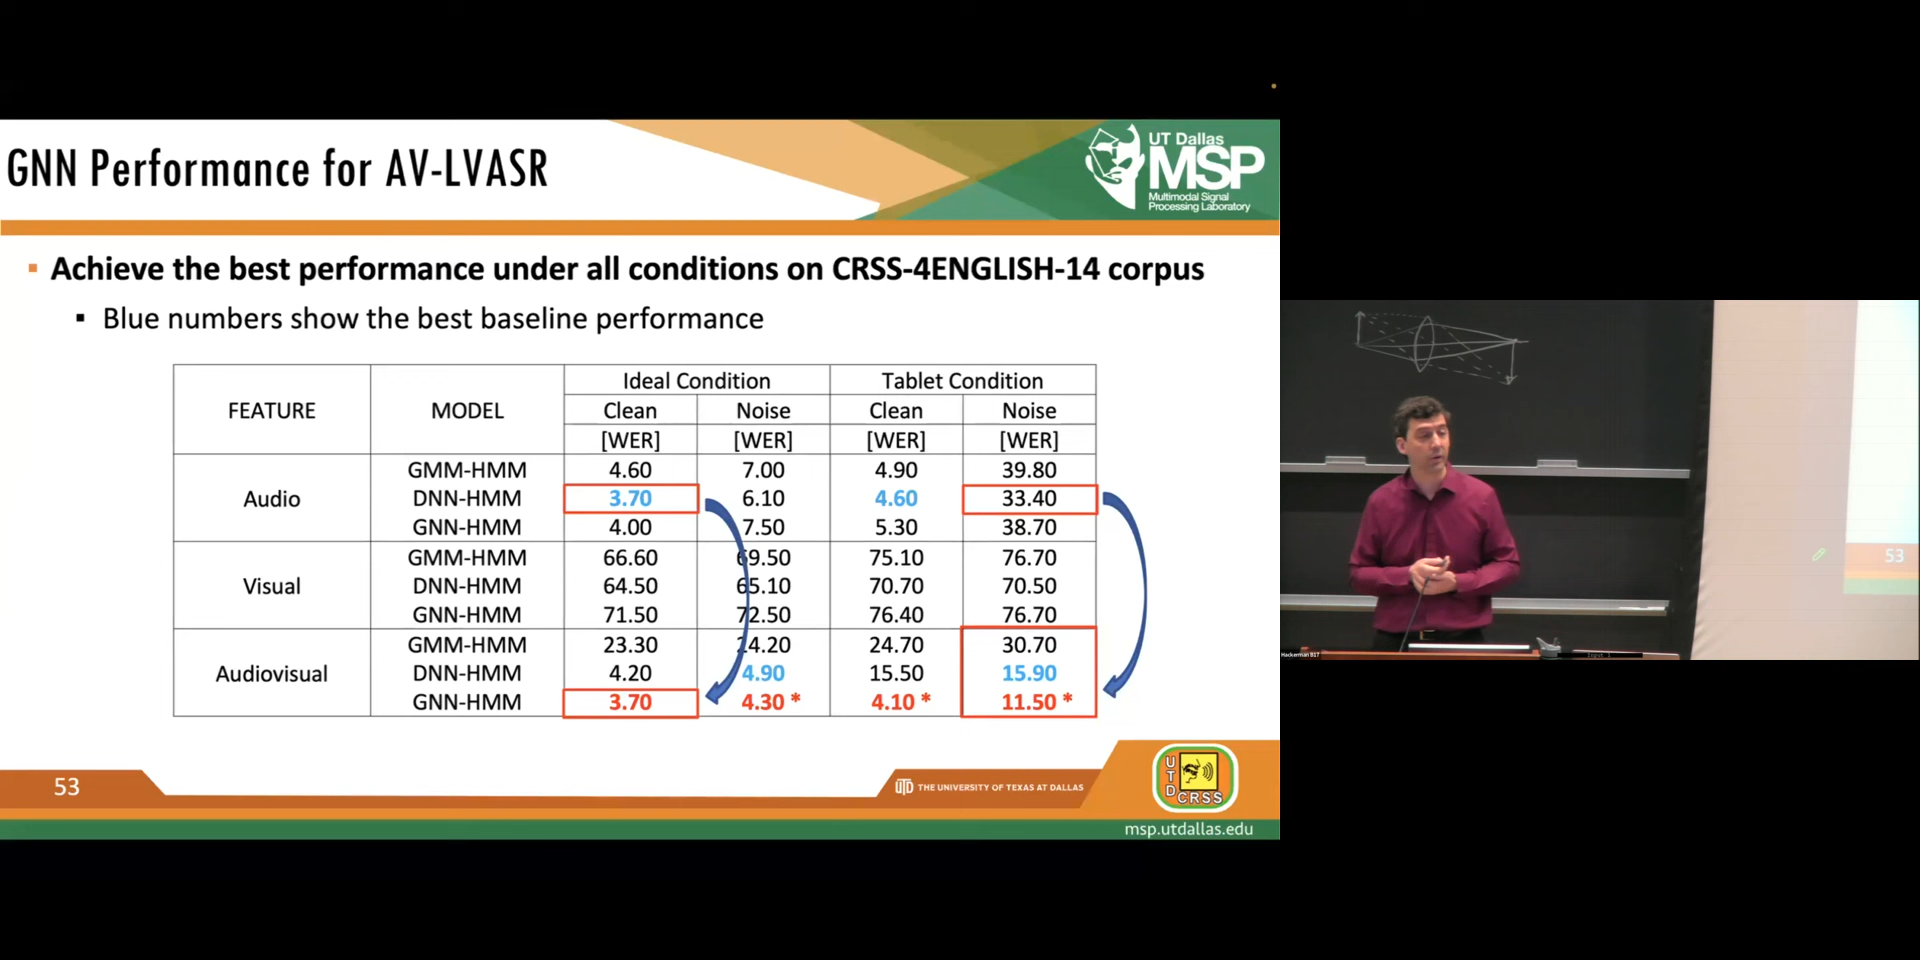 GNN Performance for AV-LVASR
UT Dallas
MSP
Multimodal Signal
Processing Laboratory
▪ Achieve the best performance under all conditions on CRSS-4ENGLISH-14 corpus
▪ Blue numbers show the best baseline performance
FEATURE MODEL Ideal Condition Tablet Condition
Clean Noise Clean Noise
[WER] [WER] [WER] [WER]
Audio GMM-HMM 4.60 7.00 4.90 39.80
DNN-HMM 3.70 6.10 4.60 33.40
GNN-HMM 4.00 7.50 5.30 38.70
Visual GMM-HMM 66.60 69.50 75.10 76.70
DNN-HMM 64.50 65.10 70.70 70.50
GNN-HMM 71.50 72.50 76.40 76.70
Audiovisual GMM-HMM 23.30 24.20 24.70 30.70
DNN-HMM 4.20 4.90 15.50 15.90
GNN-HMM 3.70 4.30 * 4.10 * 11.50 *
53
UTD THE UNIVERSITY OF TEXAS AT DALLAS
UTD
CRSS
msp.utdallas.edu
53
Hackerman B17